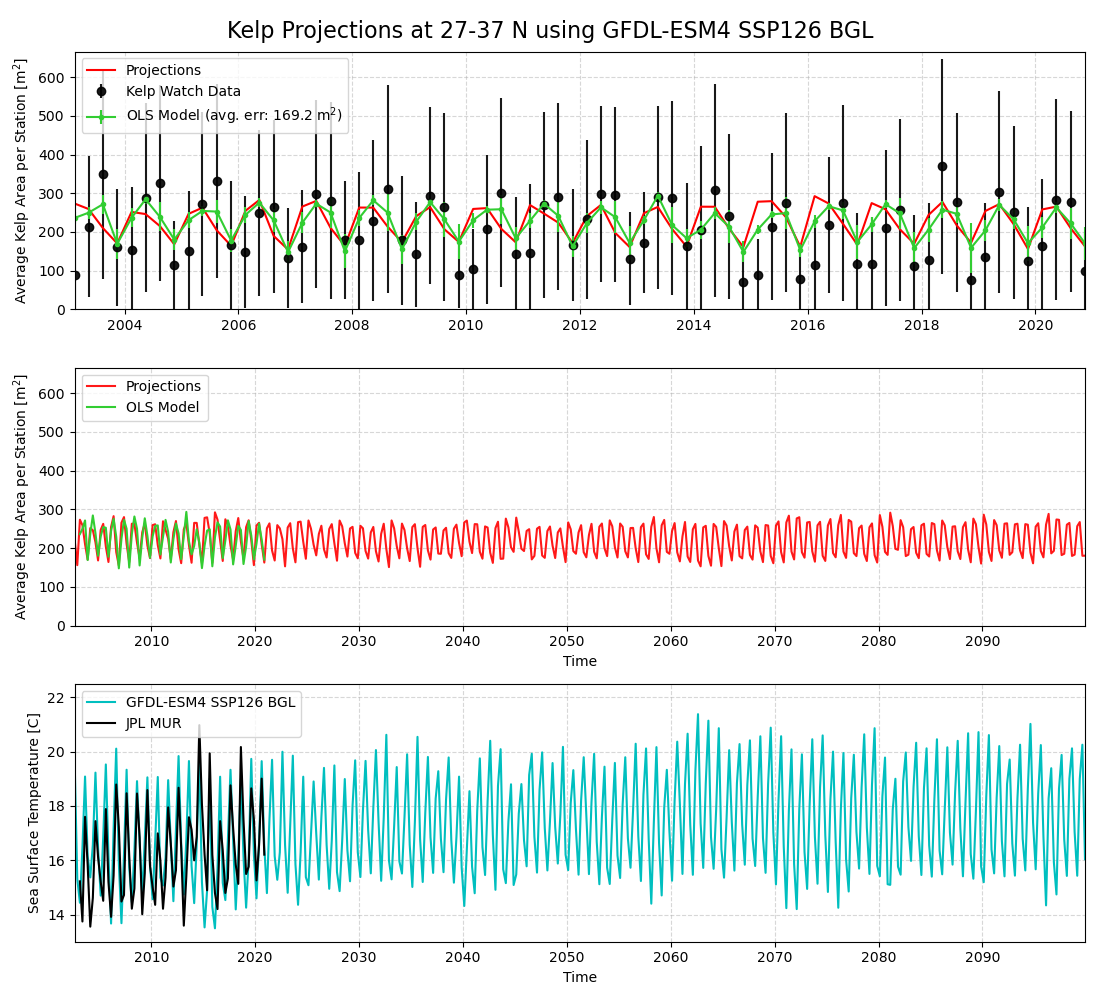 Kelp Projections at 27-37 N using GFDL-ESM4 SSP126 BGL
Average Kelp Area per Station [m²]
600
500
400
300
200
100
0
Projections
Kelp Watch Data
OLS Model (avg. err: 169.2 m²)
2004 2006 2008 2010 2012 2014 2016 2018 2020
Average Kelp Area per Station [m²]
600
500
400
300
200
100
0
Projections
OLS Model
2010 2020 2030 2040 2050 2060 2070 2080 2090
Time
Sea Surface Temperature [C]
22
20
18
16
14
GFDL-ESM4 SSP126 BGL
JPL MUR
2010 2020 2030 2040 2050 2060 2070 2080 2090
Time